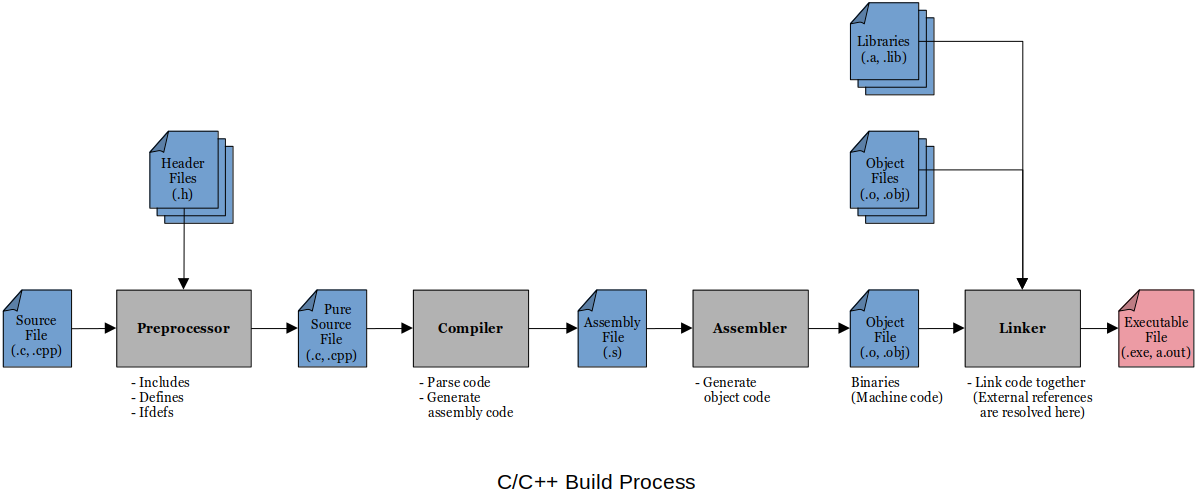 Libraries
(.a, .lib)
Header
Files
(.h)
Object
Files
(.o, .obj)
Source
File
(.c, .cpp)
Preprocessor
- Includes
- Defines
- Ifdefs
Pure
Source
File
(.c, .cpp)
Compiler
- Parse code
- Generate
assembly code
Assembly
File
(.s)
Assembler
- Generate
object code
Object
File
(.o, .obj)
Binaries
(Machine code)
Linker
- Link code together
(External references
are resolved here)
Executable
File
(.exe, a.out)
C/C++ Build Process